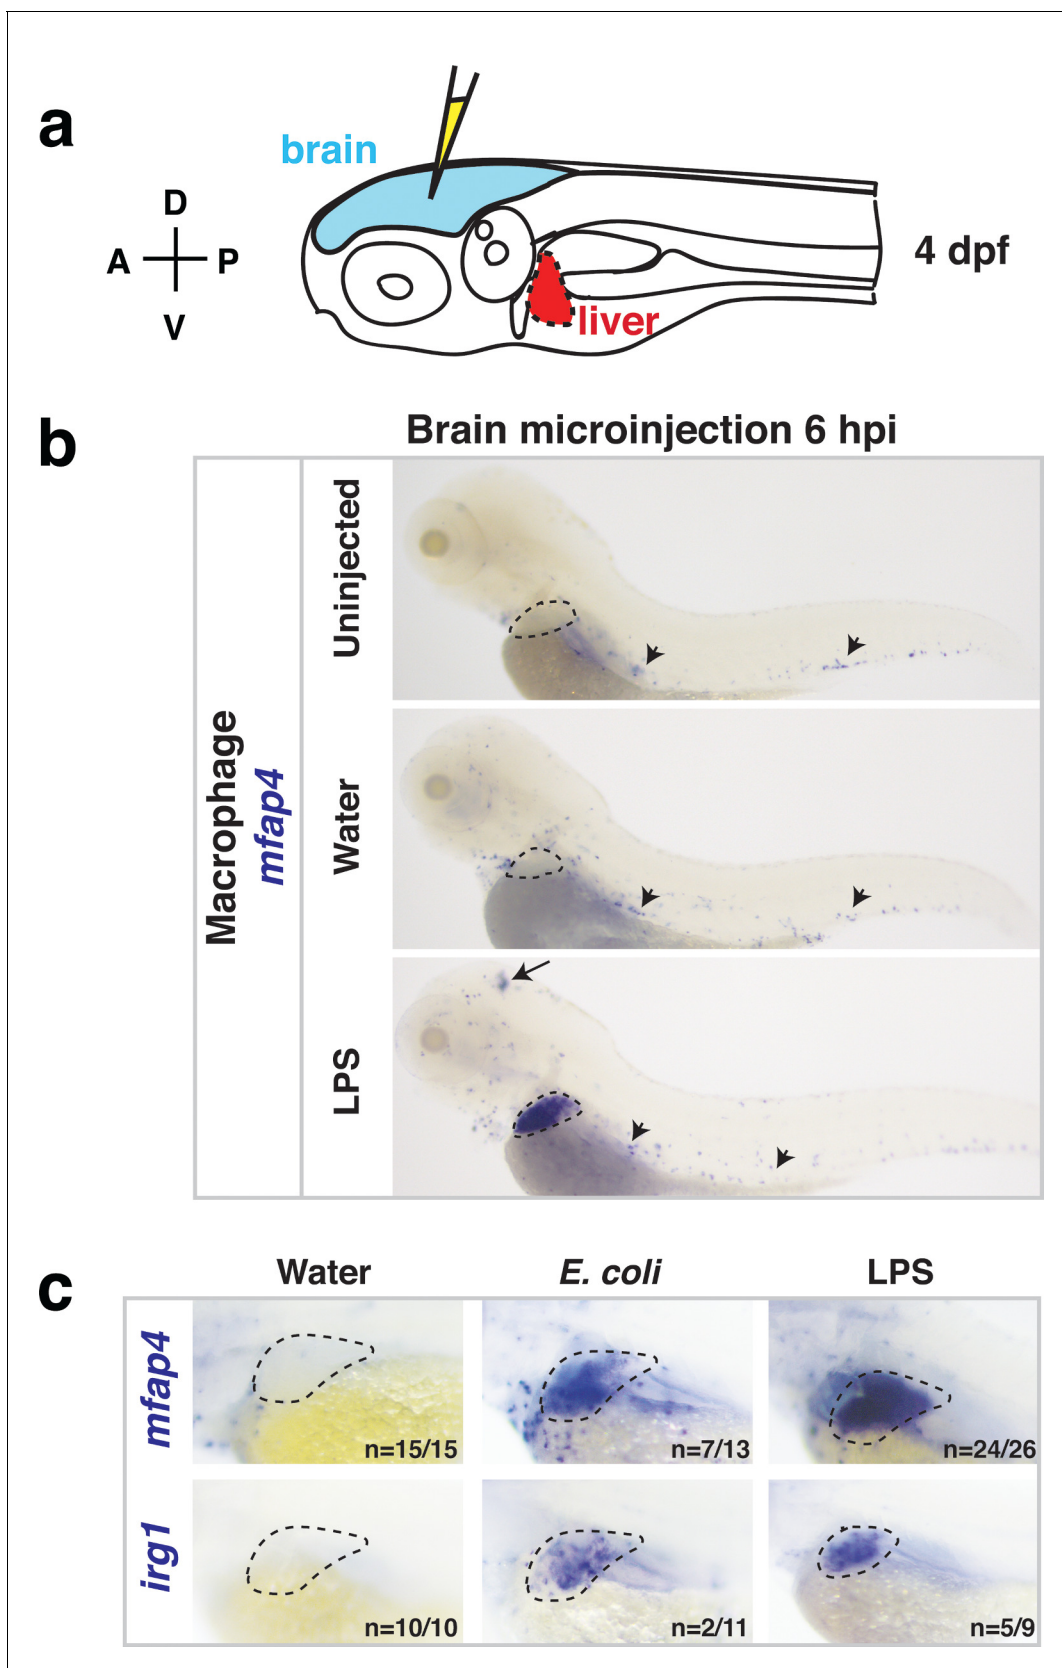 a
brain
D
A
P
V
4 dpf
liver
b
Brain microinjection 6 hpi
Macrophage
mfap4
Uninjected
Water
LPS
c
Water
E. coli
LPS
mfap4
n=15/15
n=7/13
n=24/26
irg1
n=10/10
n=2/11
n=5/9